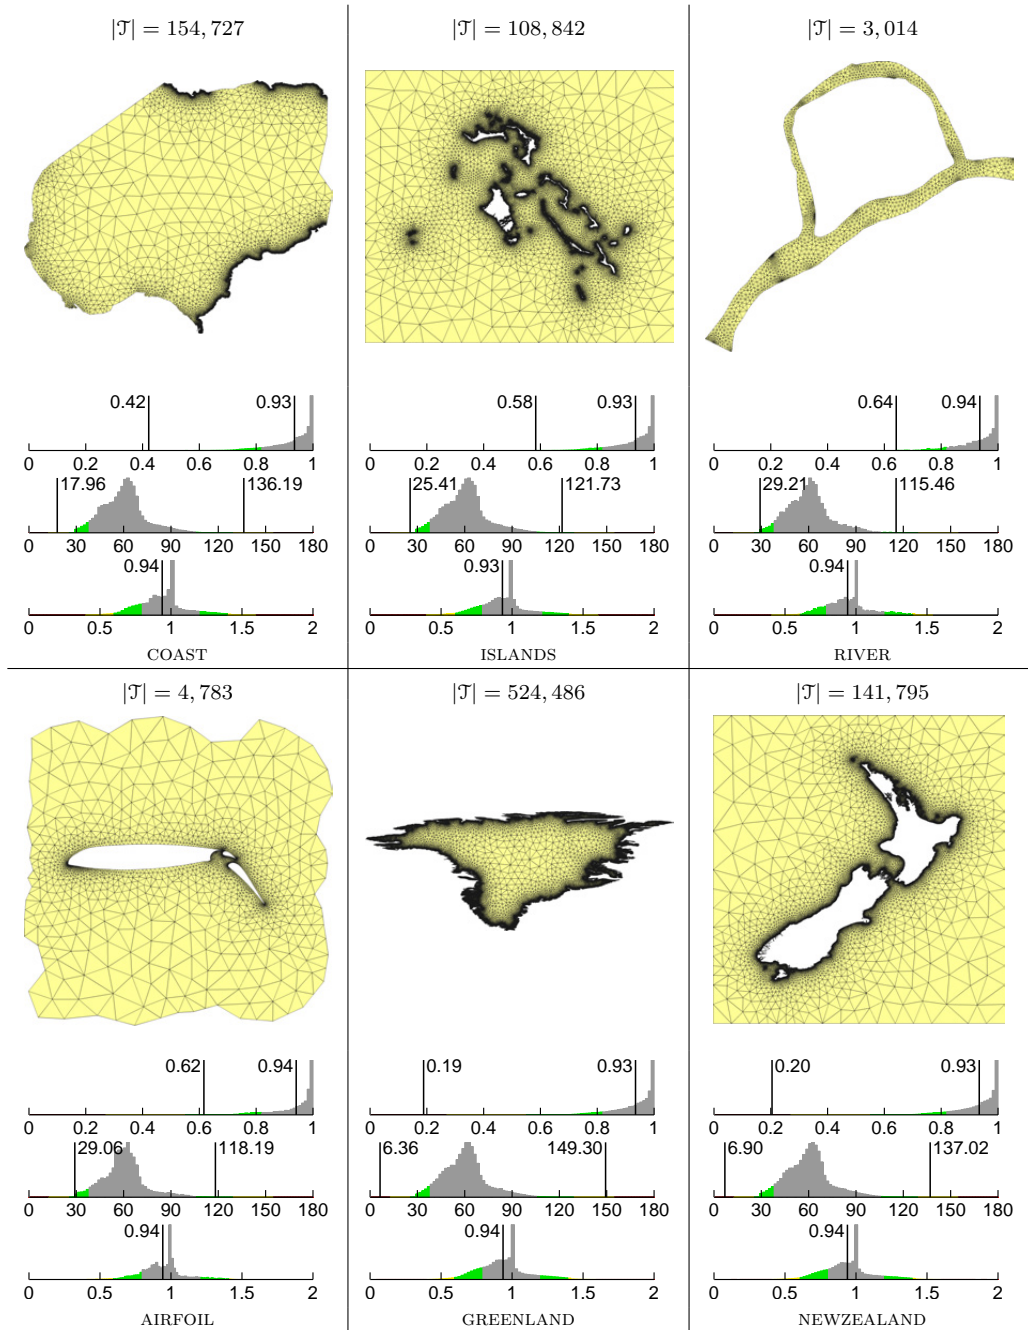 |𝒯| = 154, 727
|𝒯| = 108, 842
|𝒯| = 3, 014
0.42 0.93
0 0.2 0.4 0.6 0.8 1
17.96 136.19
0 30 60 90 120 150 180
0.94
0 0.5 1 1.5 2
COAST
0.58 0.93
0 0.2 0.4 0.6 0.8 1
25.41 121.73
0 30 60 90 120 150 180
0.93
0 0.5 1 1.5 2
ISLANDS
0.64 0.94
0 0.2 0.4 0.6 0.8 1
29.21 115.46
0 30 60 90 120 150 180
0.94
0 0.5 1 1.5 2
RIVER
|𝒯| = 4, 783
|𝒯| = 524, 486
|𝒯| = 141, 795
0.62 0.94
0 0.2 0.4 0.6 0.8 1
29.06 118.19
0 30 60 90 120 150 180
0.94
0 0.5 1 1.5 2
AIRFOIL
0.19 0.93
0 0.2 0.4 0.6 0.8 1
6.36 149.30
0 30 60 90 120 150 180
0.94
0 0.5 1 1.5 2
GREENLAND
0.20 0.93
0 0.2 0.4 0.6 0.8 1
6.90 137.02
0 30 60 90 120 150 180
0.94
0 0.5 1 1.5 2
NEWZEALAND